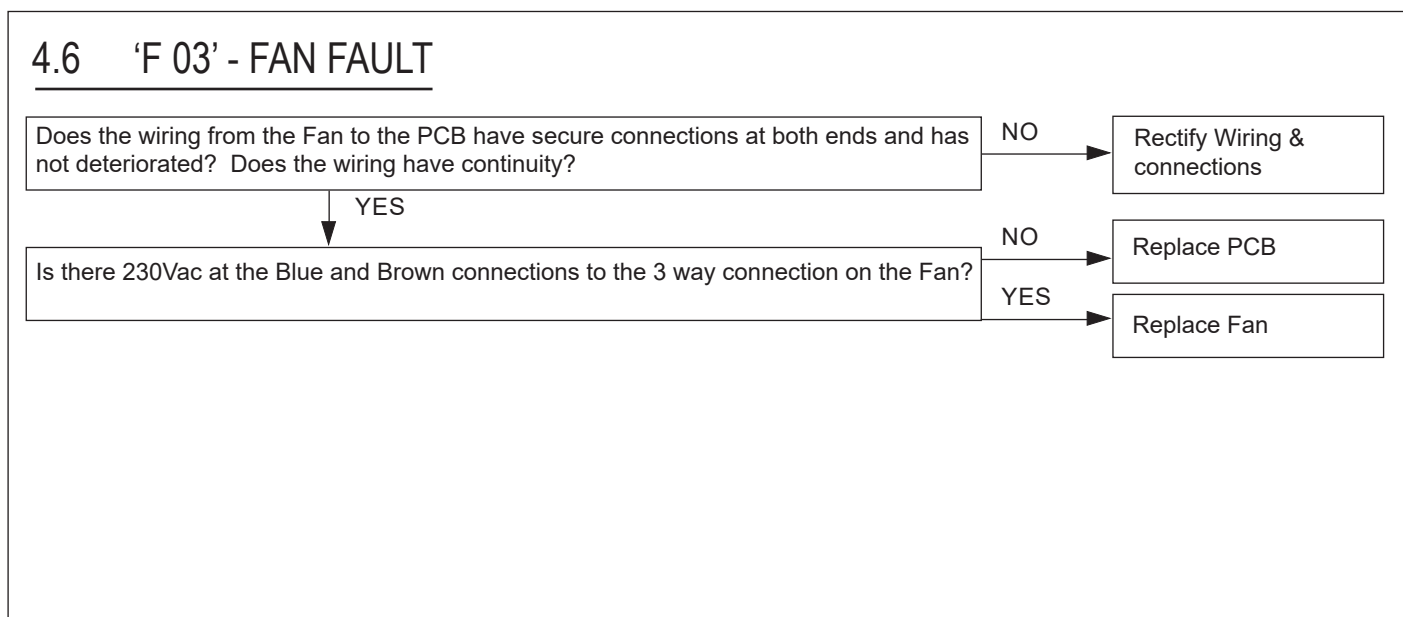 4.6 ‘F 03’ - FAN FAULT
Does the wiring from the Fan to the PCB have secure connections at both ends and has
not deteriorated? Does the wiring have continuity?
NO
Rectify Wiring &
connections
YES
Is there 230Vac at the Blue and Brown connections to the 3 way connection on the Fan?
NO
Replace PCB
YES
Replace Fan